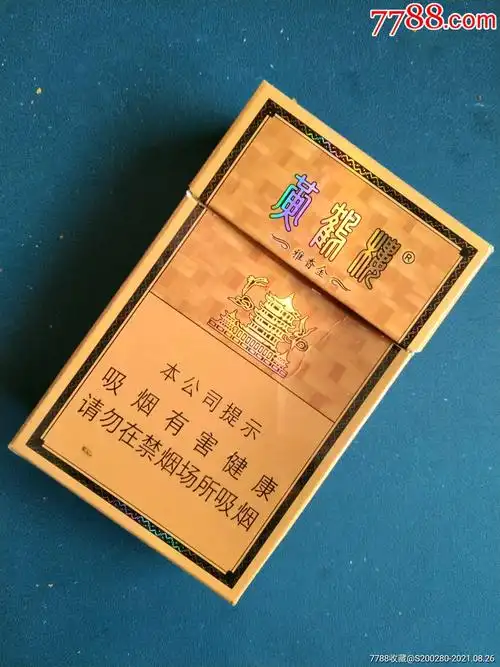 7788.com
黄鹤楼®
雅香金
本公司提示
吸烟有害健康
请勿在禁烟场所吸烟
7788收藏@S200280-2021.08.26